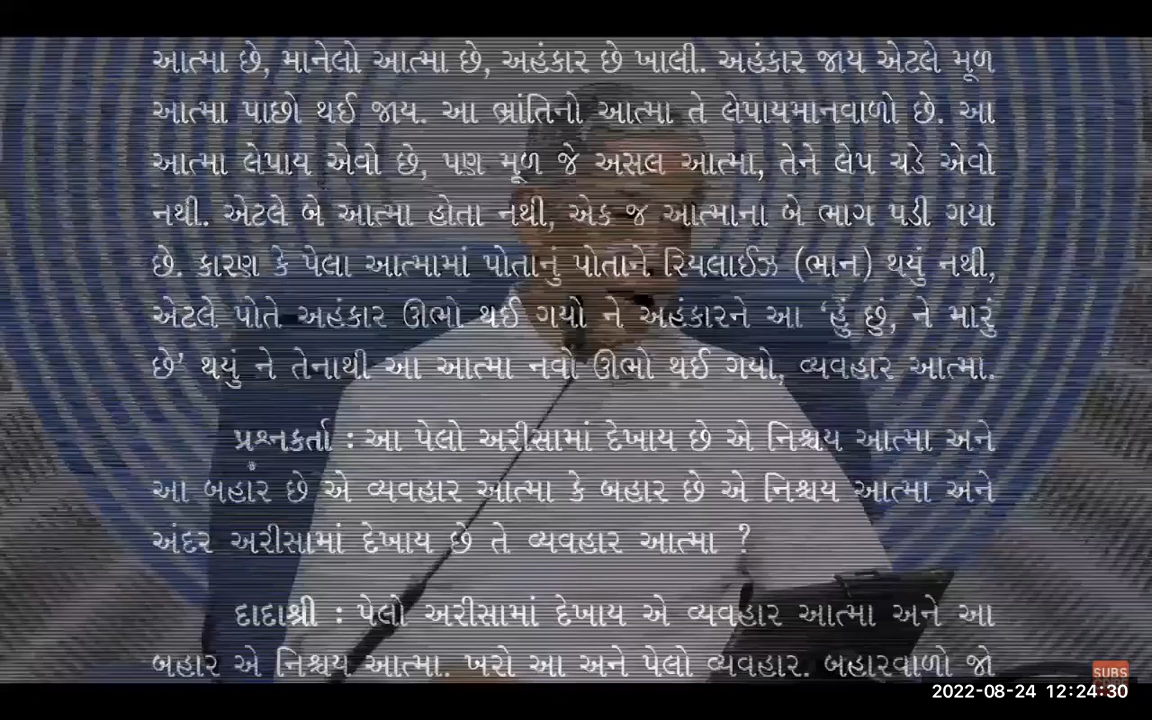 આત્મા છે, માનેલો આત્મા છે, અહંકાર છે ખાલી. અહંકાર જાય એટલે મૂળ
આત્મા પાછો થઈ જાય. આ ભ્રાંતિનો આત્મા તે લેપાયમાનવાળો છે. આ
આત્મા લેપાય એવો છે, પણ મૂળ જે અસલ આત્મા, તેને લેપ ચડે એવો
નથી. એટલે બે આત્મા હોતા નથી, એક જ આત્માના બે ભાગ પડી ગયા
છે. કારણ કે પેલા આત્મામાં પોતાનું પોતાને રિયલાઈઝ (ભાન) થયું નથી,
એટલે પોતે અહંકાર ઊભો થઈ ગયો ને અહંકારને આ ‘હું છું, ને મારું
છે’ થયું ને તેનાથી આ આત્મા નવો ઊભો થઈ ગયો, વ્યવહાર આત્મા.
પ્રશ્નકર્તા : આ પેલો અરીસામાં દેખાય છે એ નિશ્ચય આત્મા અને
આ બહાર છે એ વ્યવહાર આત્મા કે બહાર છે એ નિશ્ચય આત્મા અને
અંદર અરીસામાં દેખાય છે તે વ્યવહાર આત્મા ?
દાદાશ્રી : પેલો અરીસામાં દેખાય એ વ્યવહાર આત્મા અને આ
બહાર એ નિશ્ચય આત્મા. ખરો આ અને પેલો વ્યવહાર. બહારવાળો જો
SUBS
2022-08-24 12:24:30